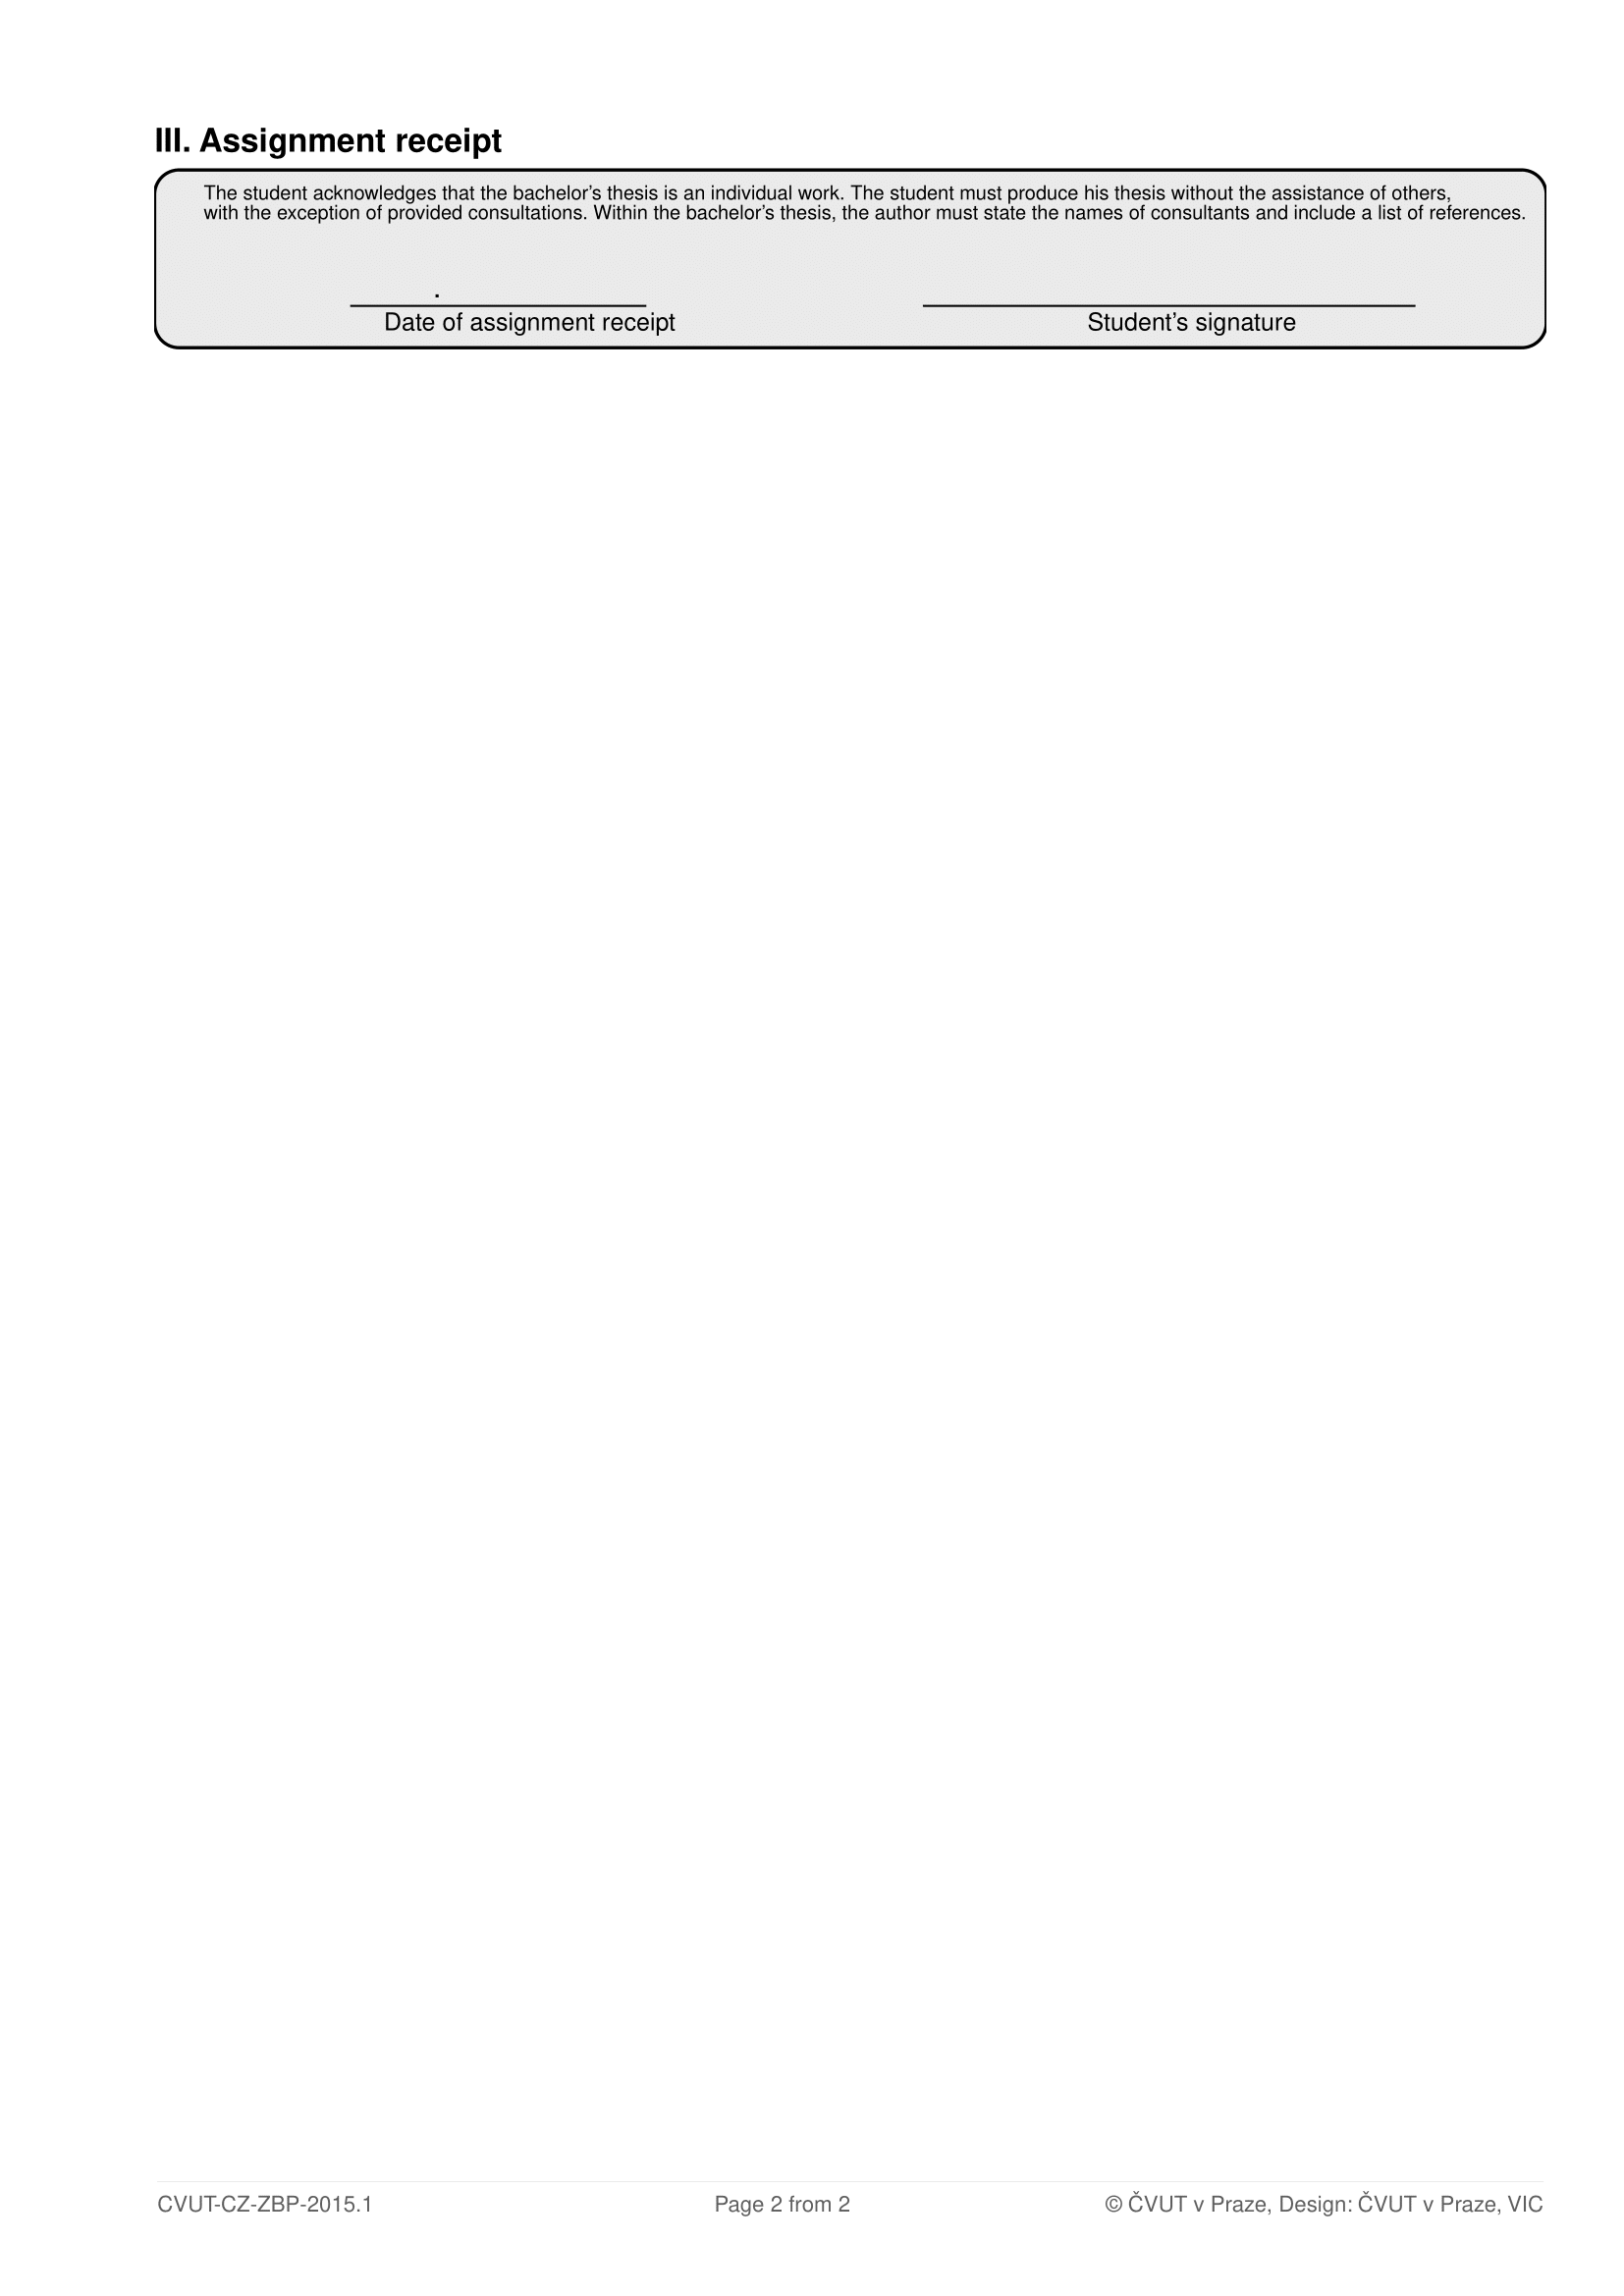 III. Assignment receipt
The student acknowledges that the bachelor's thesis is an individual work. The student must produce his thesis without the assistance of others,
with the exception of provided consultations. Within the bachelor's thesis, the author must state the names of consultants and include a list of references.
.
Date of assignment receipt
Student's signature
CVUT-CZ-ZBP-2015.1
Page 2 from 2
© ČVUT v Praze, Design: ČVUT v Praze, VIC